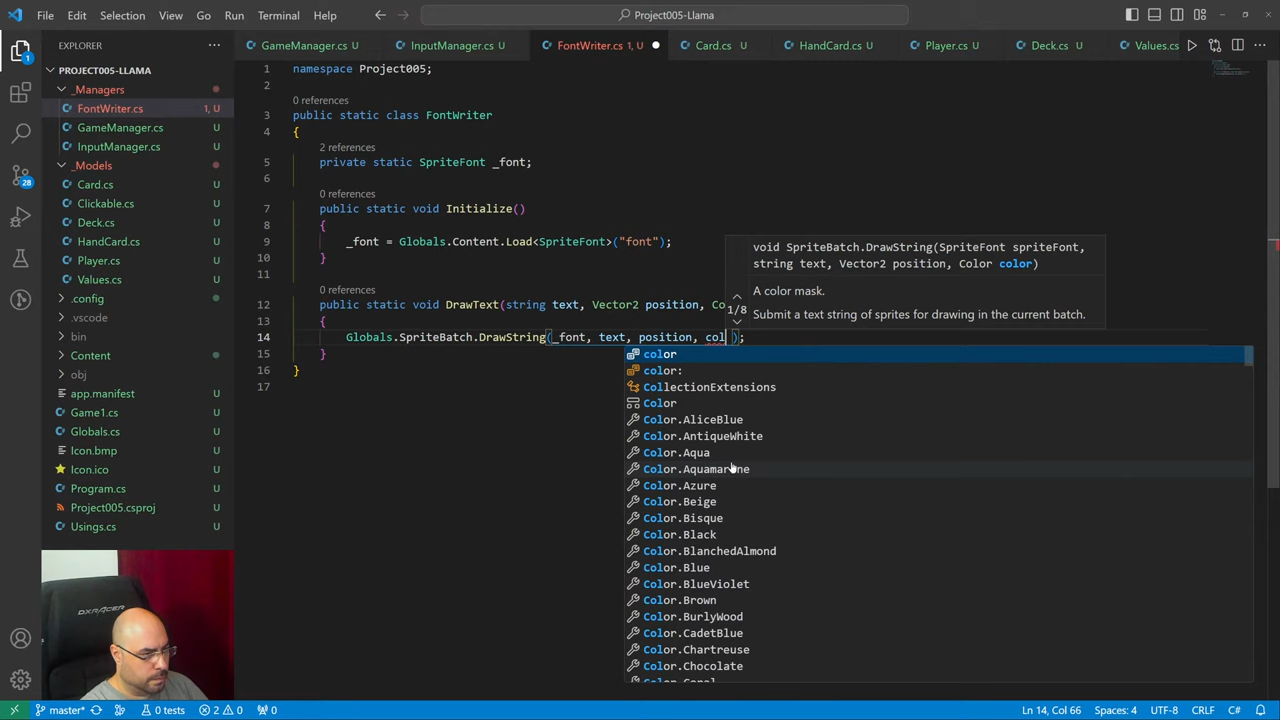 File Edit Selection View Go Run Terminal Help
Project005-Llama
EXPLORER
GameManager.cs U
InputManager.cs U
FontWriter.cs 1, U
Card.cs U
HandCard.cs U
Player.cs U
Deck.cs U
Values.cs
PROJECT005-LLAMA
_Managers
FontWriter.cs 1, U
GameManager.cs U
InputManager.cs U
_Models
Card.cs U
Clickable.cs U
Deck.cs U
HandCard.cs U
Player.cs U
Values.cs U
.config
.vscode
bin
Content
obj
app.manifest U
Game1.cs U
Globals.cs U
Icon.bmp U
Icon.ico U
Program.cs U
Project005.csproj U
Usings.cs U
1
28
1 namespace Project005;
2
0 references
3 public static class FontWriter
4 {
2 references
5 private static SpriteFont _font;
6
0 references
7 public static void Initialize()
8 {
9 _font = Globals.Content.Load<SpriteFont>("font");
10 }
11
0 references
12 public static void DrawText(string text, Vector2 position, Co
13 {
14 Globals.SpriteBatch.DrawString(_font, text, position, col );
15 }
16 }
17
1/8
void SpriteBatch.DrawString(SpriteFont spriteFont,
string text, Vector2 position, Color color)
A color mask.
Submit a text string of sprites for drawing in the current batch.
color
color:
CollectionExtensions
Color
Color.AliceBlue
Color.AntiqueWhite
Color.Aqua
Color.Aquamarine
Color.Azure
Color.Beige
Color.Bisque
Color.Black
Color.BlanchedAlmond
Color.Blue
Color.BlueViolet
Color.Brown
Color.BurlyWood
Color.CadetBlue
Color.Chartreuse
Color.Chocolate
DXRACER
master* 0 tests 2 0 0
Ln 14, Col 66 Spaces: 4 UTF-8 CRLF C#